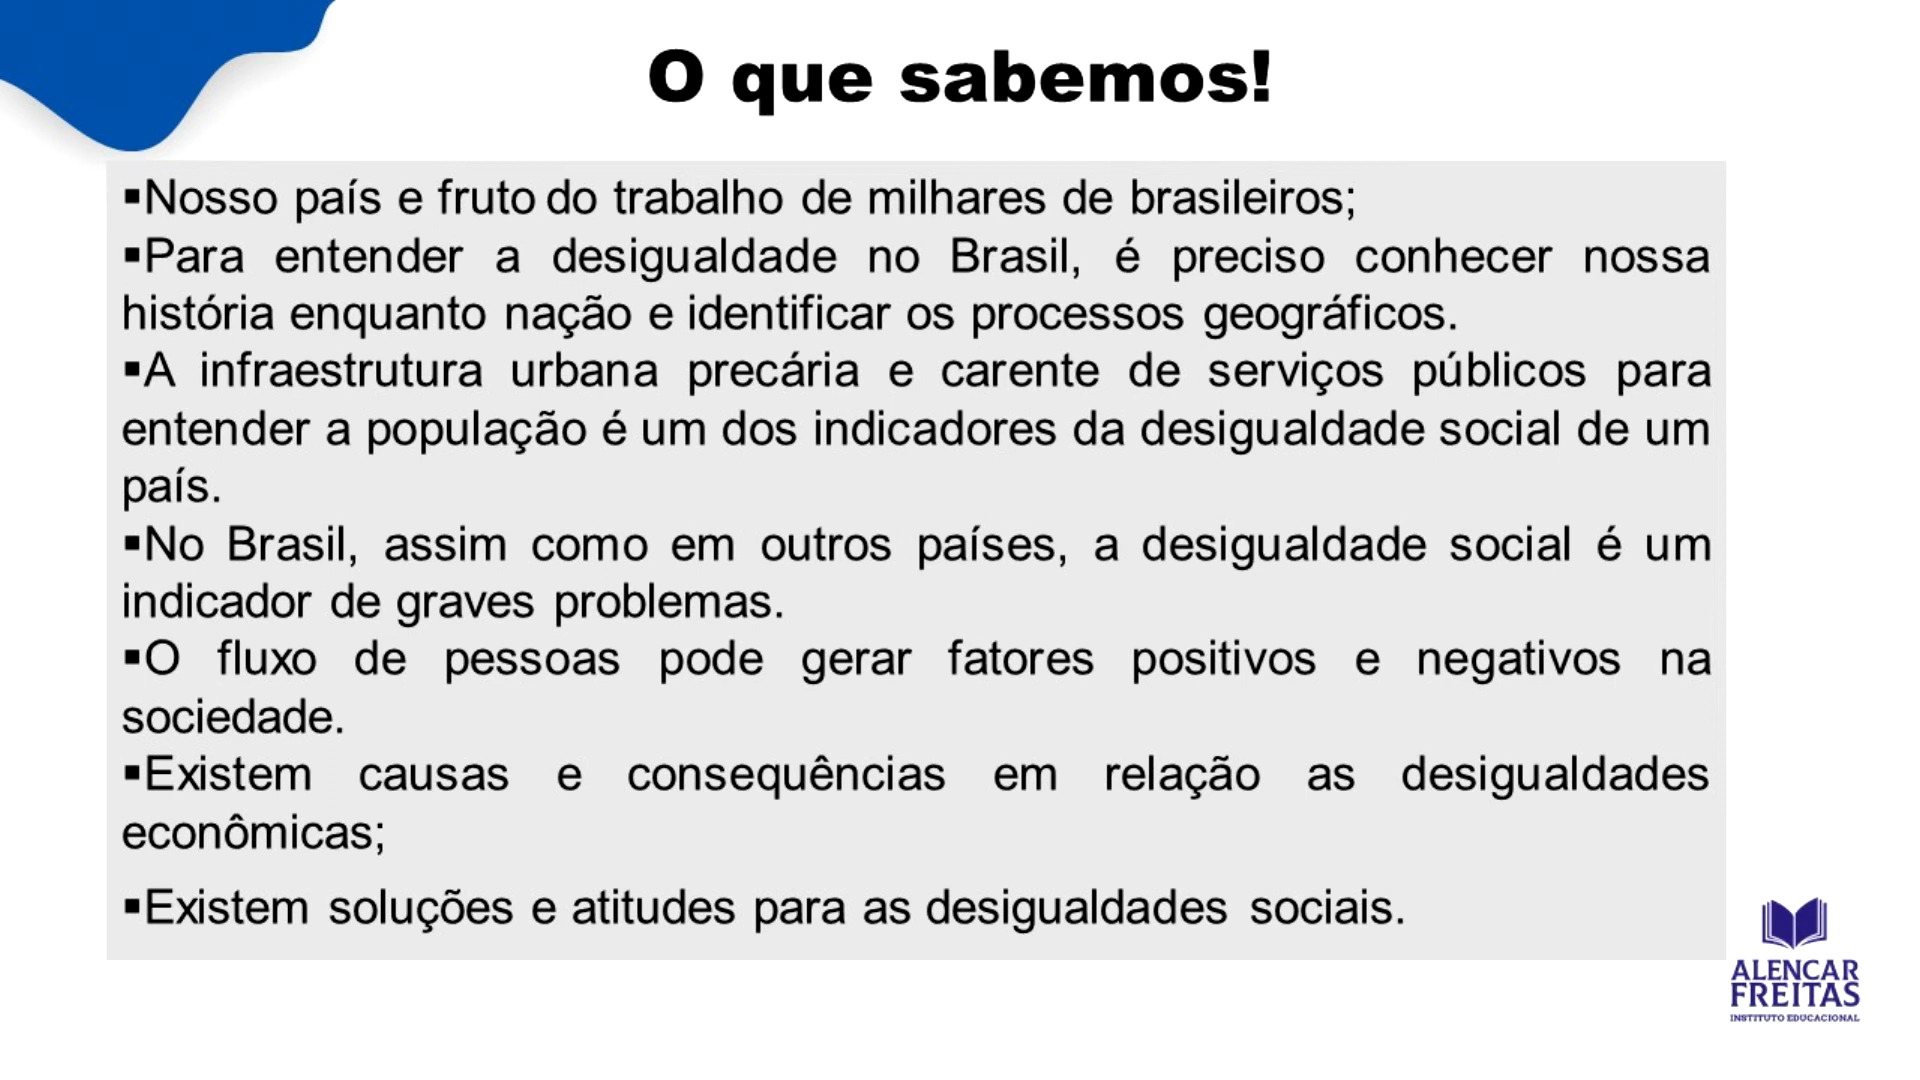 O que sabemos!
▪Nosso país e fruto do trabalho de milhares de brasileiros;
▪Para entender a desigualdade no Brasil, é preciso conhecer nossa
história enquanto nação e identificar os processos geográficos.
▪A infraestrutura urbana precária e carente de serviços públicos para
entender a população é um dos indicadores da desigualdade social de um
país.
▪No Brasil, assim como em outros países, a desigualdade social é um
indicador de graves problemas.
▪O fluxo de pessoas pode gerar fatores positivos e negativos na
sociedade.
▪Existem causas e consequências em relação as desigualdades
econômicas;
▪Existem soluções e atitudes para as desigualdades sociais.
ALENCAR
FREITAS
INSTITUTO EDUCACIONAL